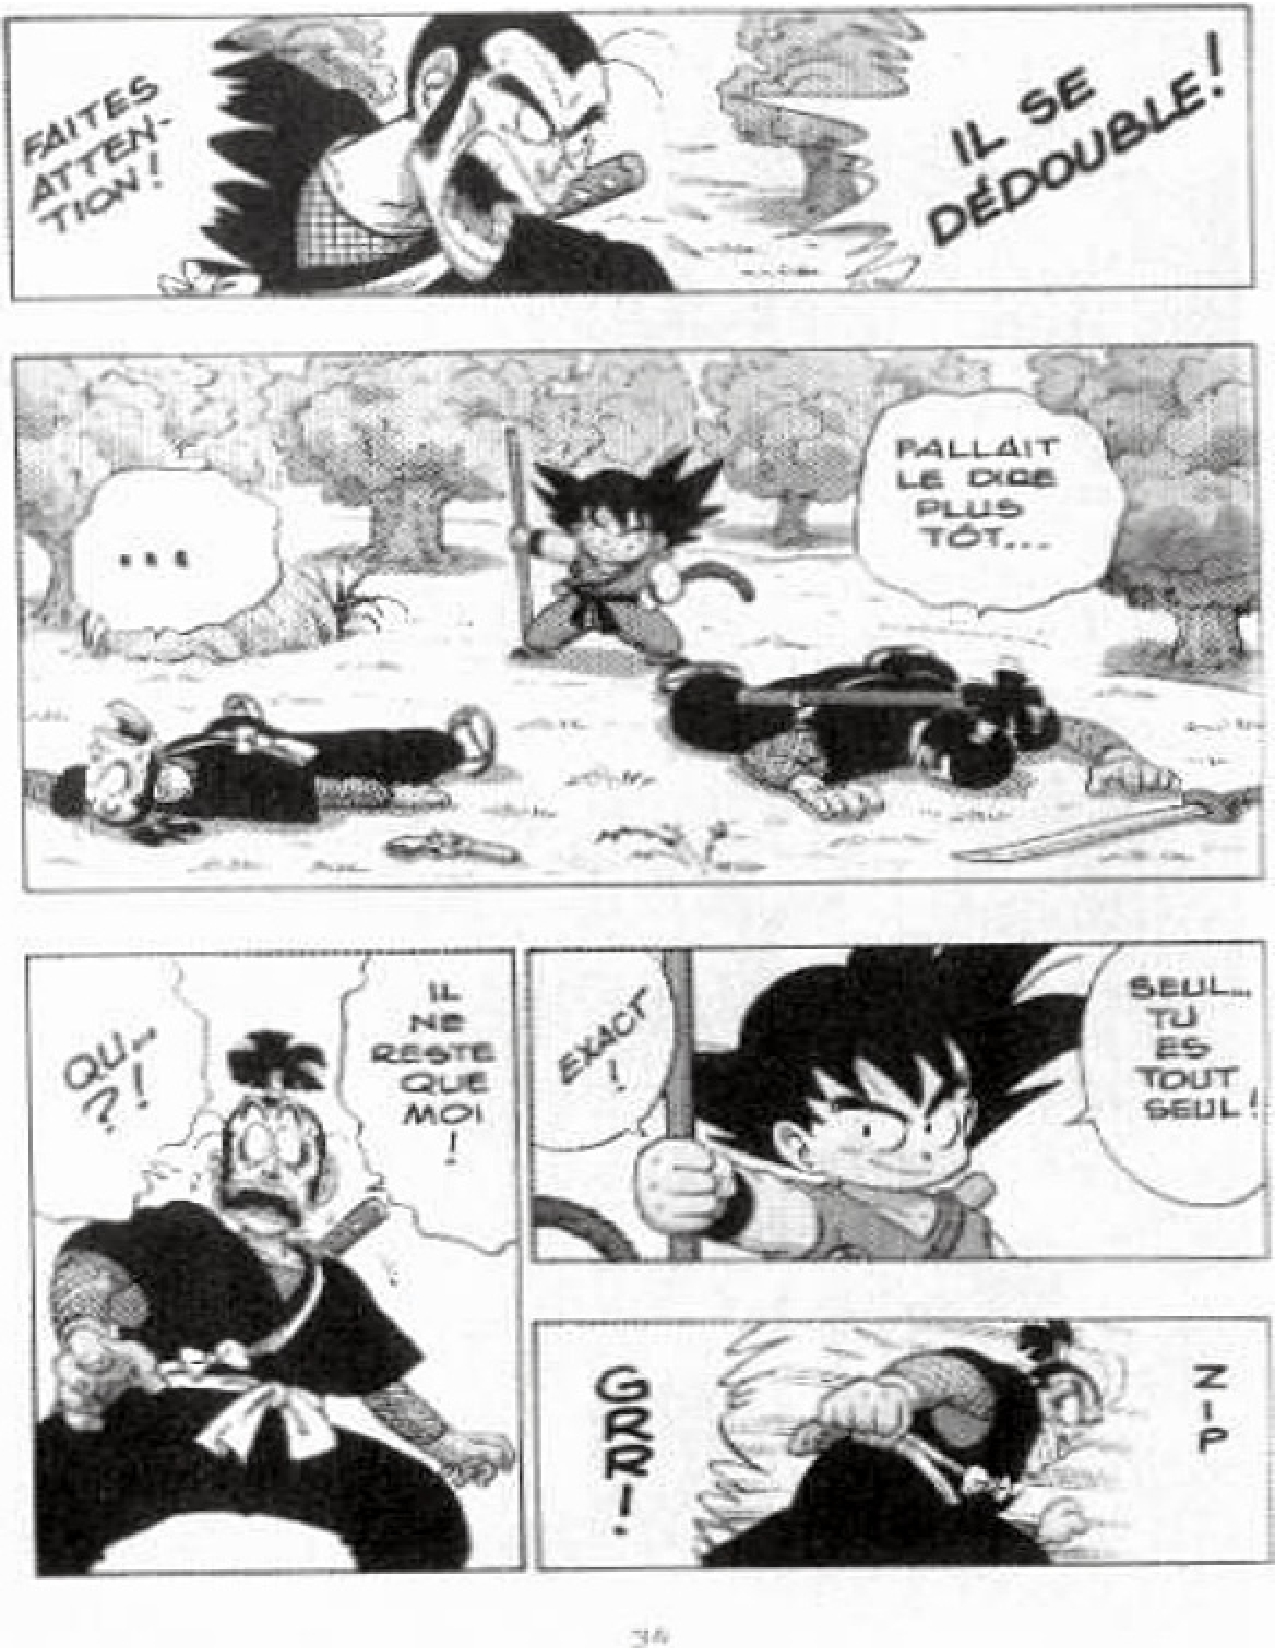 IL SE
DÉDOUBLE!
FAITES
ATTEN-
TION!
FALLAIT
LE DIRE
PLUS
TÔT...
...
SEUL...
TU
ES
TOUT
SEUL!
EXACT
!
IL
NE
RESTE
QUE
MOI
!
QU...
?!
ZIP
GRR!